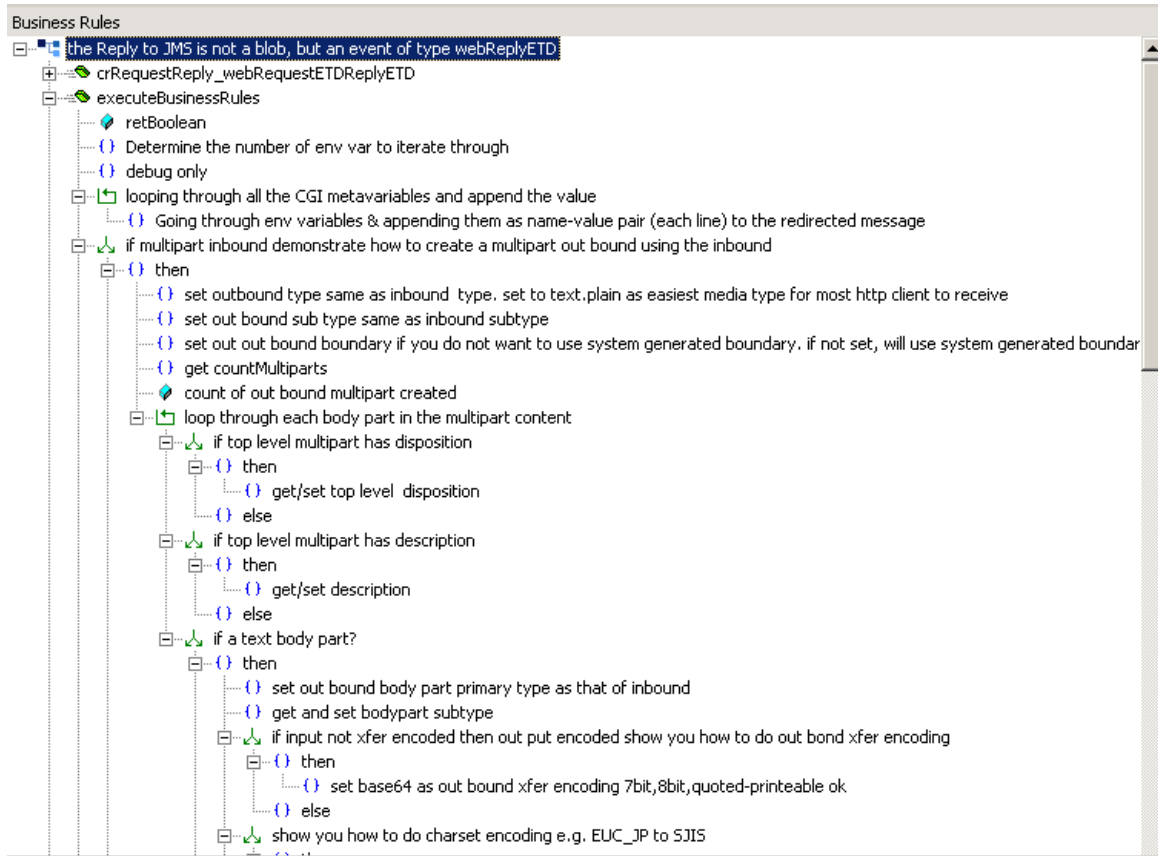 Business Rules
the Reply to JMS is not a blob, but an event of type webReplyETD
crRequestReply_webRequestETDReplyETD
executeBusinessRules
retBoolean
{} Determine the number of env var to iterate through
{} debug only
looping through all the CGI metavariables and append the value
{} Going through env variables & appending them as name-value pair (each line) to the redirected message
if multipart inbound demonstrate how to create a multipart out bound using the inbound
{} then
{} set outbound type same as inbound type. set to text.plain as easiest media type for most http client to receive
{} set out bound sub type same as inbound subtype
{} set out out bound boundary if you do not want to use system generated boundary. if not set, will use system generated boundar
{} get countMultiparts
count of out bound multipart created
loop through each body part in the multipart content
if top level multipart has disposition
{} then
{} get/set top level disposition
{} else
if top level multipart has description
{} then
{} get/set description
{} else
if a text body part?
{} then
{} set out bound body part primary type as that of inbound
{} get and set bodypart subtype
if input not xfer encoded then out put encoded show you how to do out bond xfer encoding
{} then
{} set base64 as out bound xfer encoding 7bit,8bit,quoted-printeable ok
{} else
show you how to do charset encoding e.g. EUC_JP to SJIS